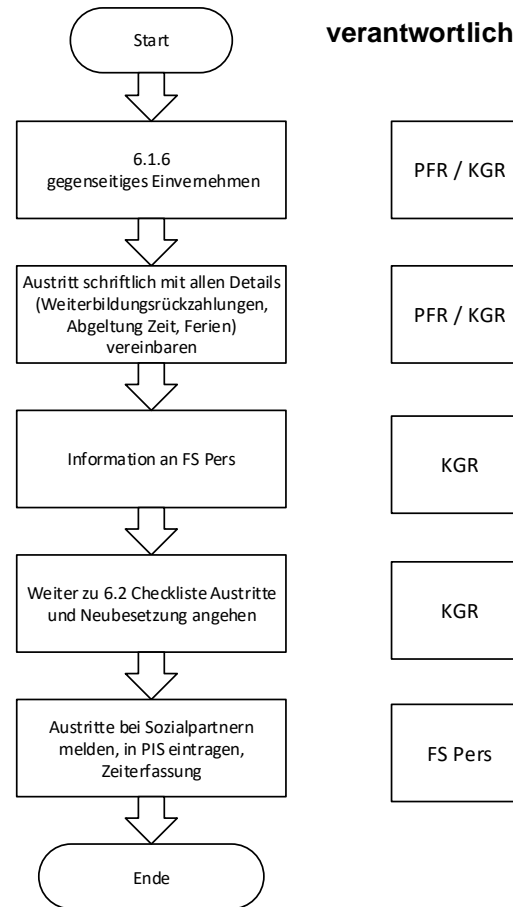 Start
verantwortlich
6.1.6
gegenseitiges Einvernehmen
PFR / KGR
Austritt schriftlich mit allen Details
(Weiterbildungsrückzahlungen,
Abgeltung Zeit, Ferien)
vereinbaren
PFR / KGR
Information an FS Pers
KGR
Weiter zu 6.2 Checkliste Austritte
und Neubesetzung angehen
KGR
Austritte bei Sozialpartnern
melden, in PIS eintragen,
Zeiterfassung
FS Pers
Ende